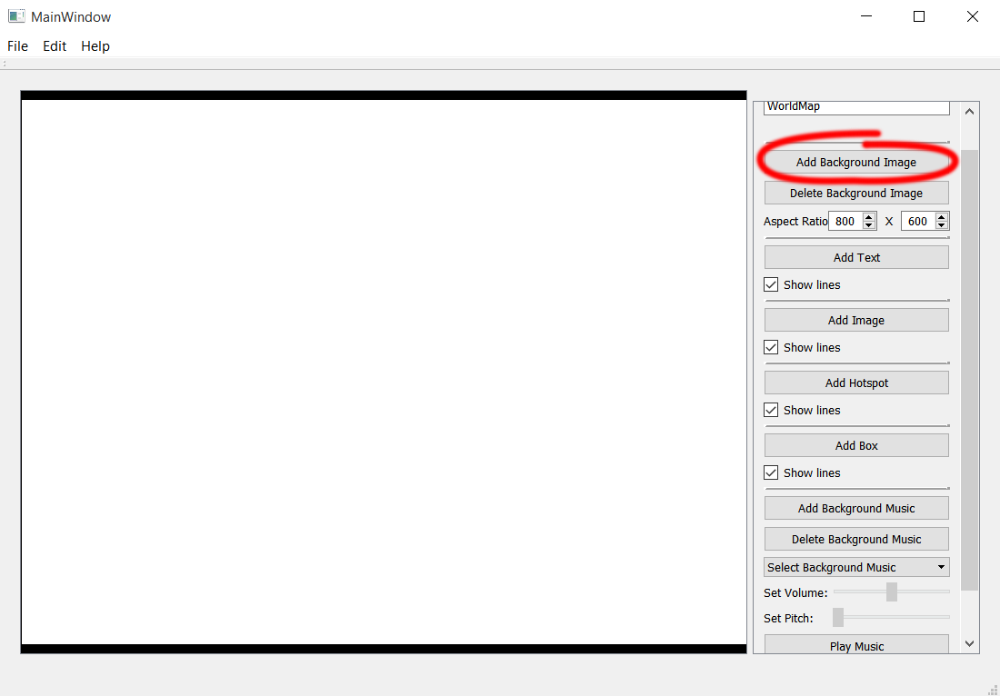 MainWindow
File Edit Help
WorldMap
Add Background Image
Delete Background Image
Aspect Ratio 800 X 600
Add Text
Show lines
Add Image
Show lines
Add Hotspot
Show lines
Add Box
Show lines
Add Background Music
Delete Background Music
Select Background Music
Set Volume:
Set Pitch:
Play Music